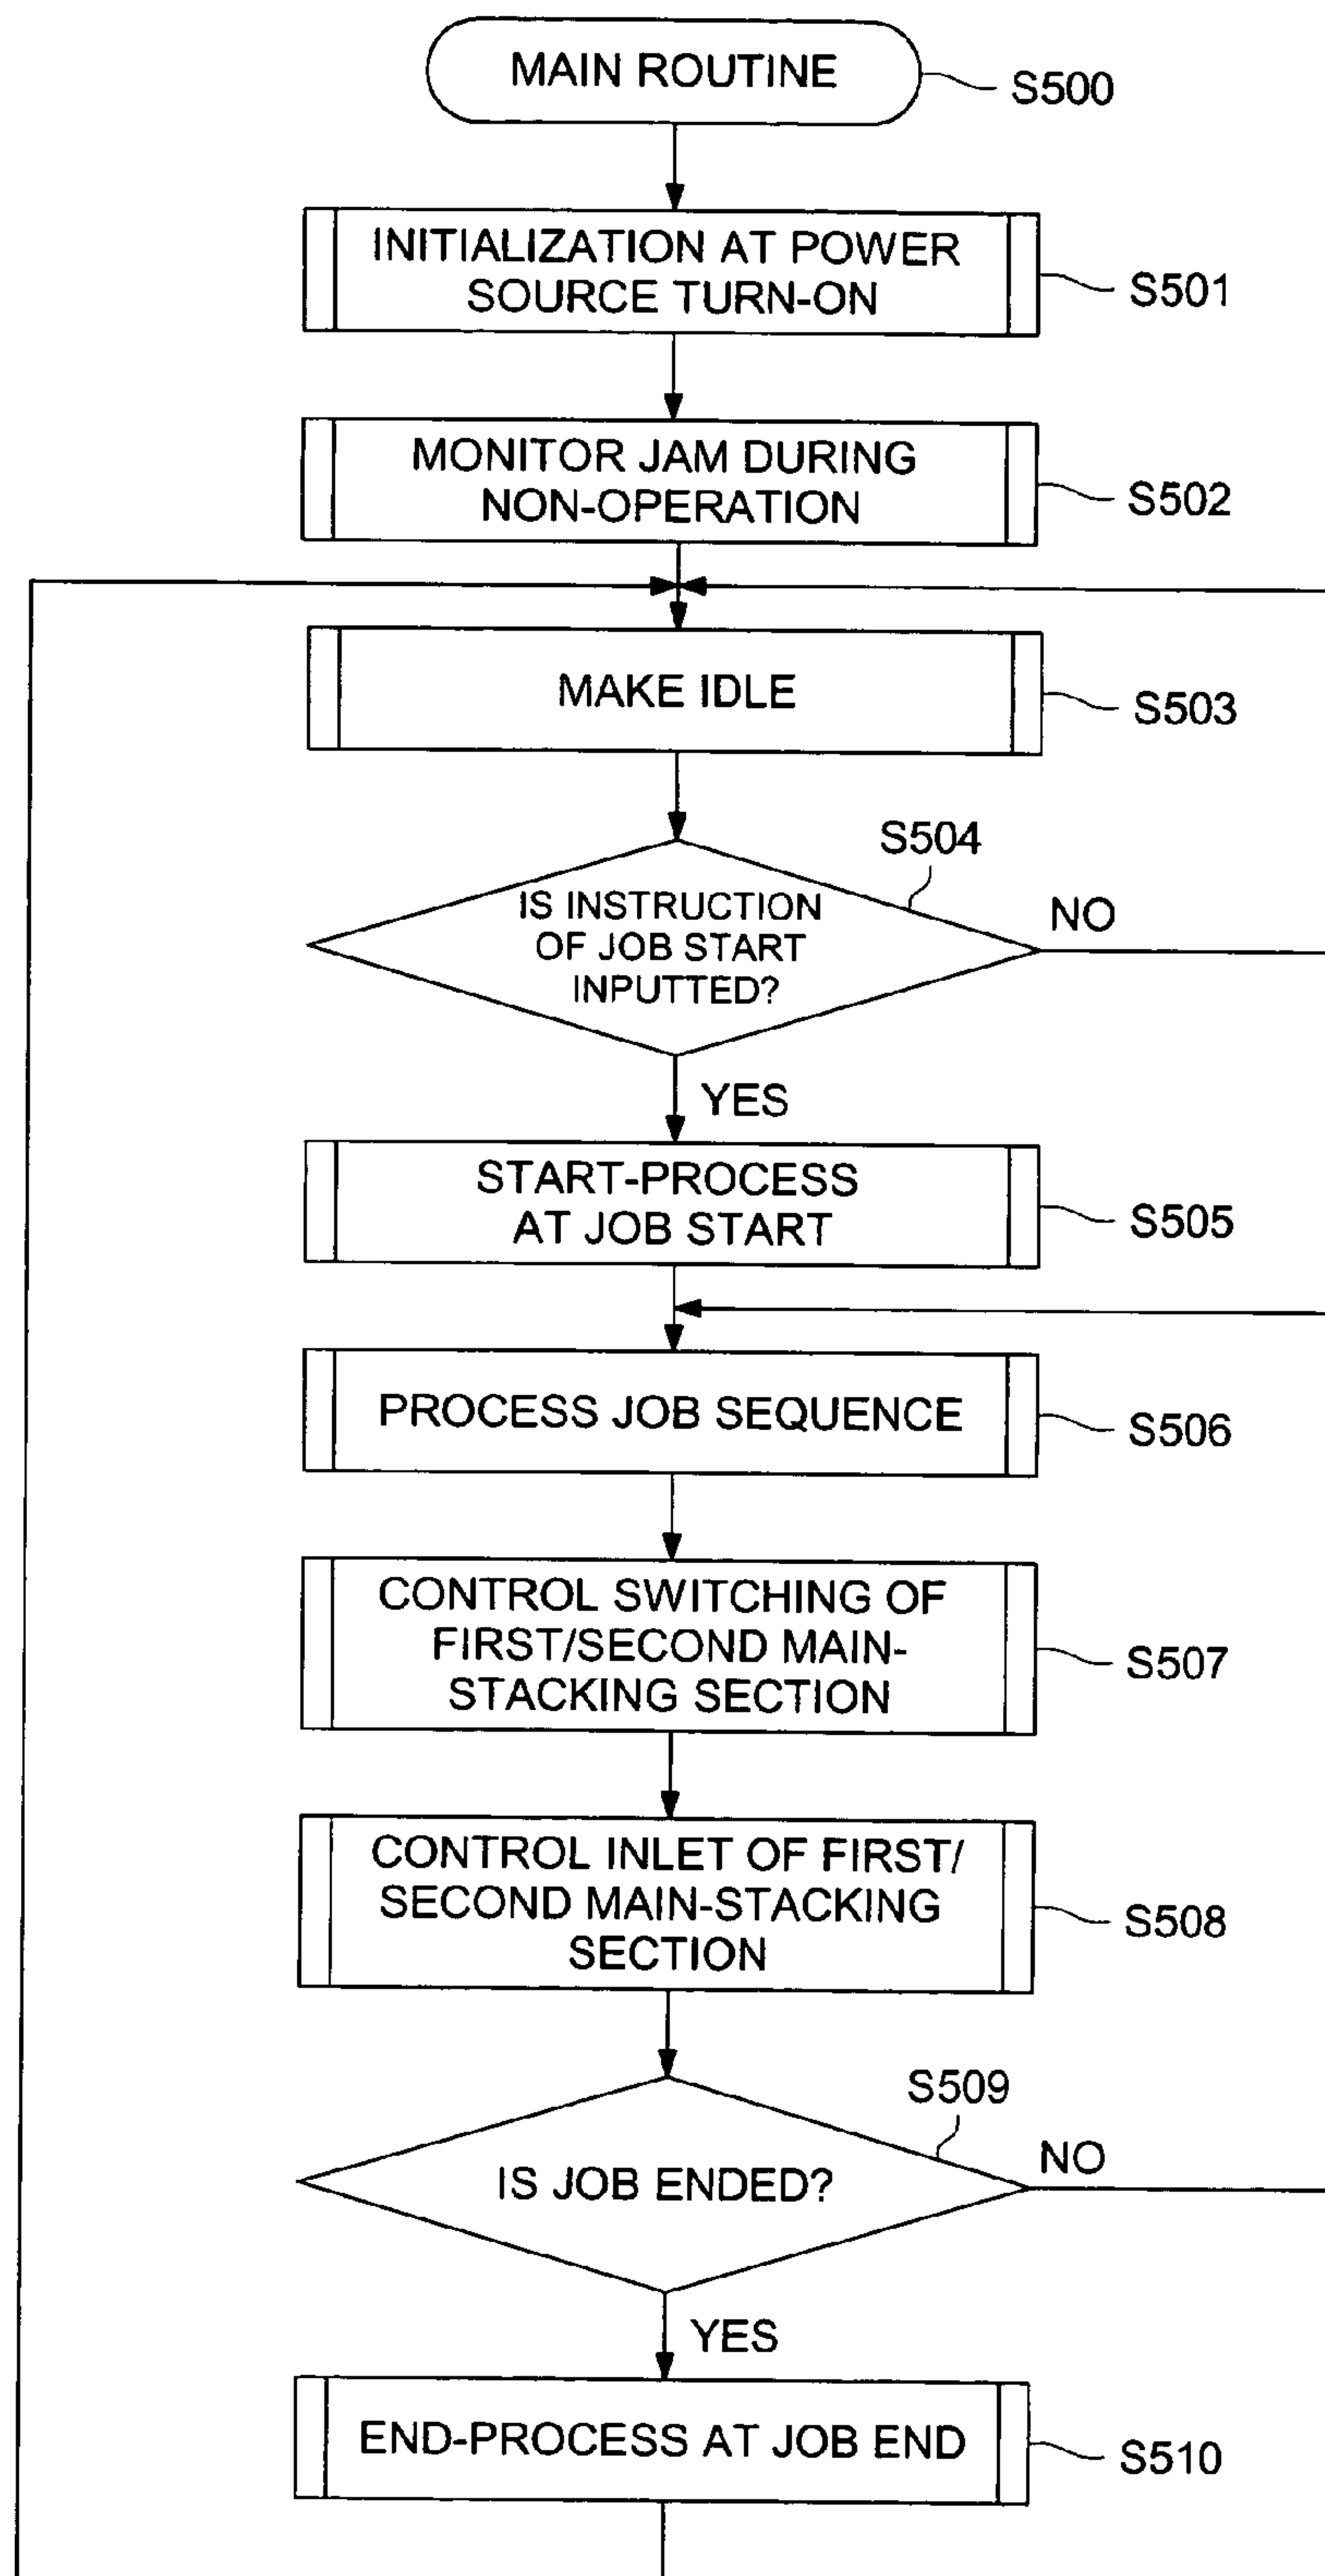 MAIN ROUTINE
S500
INITIALIZATION AT POWER
SOURCE TURN-ON
S501
MONITOR JAM DURING
NON-OPERATION
S502
MAKE IDLE
S503
S504
IS INSTRUCTION
OF JOB START
INPUTTED?
NO
YES
START-PROCESS
AT JOB START
S505
PROCESS JOB SEQUENCE
S506
CONTROL SWITCHING OF
FIRST/SECOND MAIN-
STACKING SECTION
S507
CONTROL INLET OF FIRST/
SECOND MAIN-STACKING
SECTION
S508
S509
IS JOB ENDED?
NO
YES
END-PROCESS AT JOB END
S510